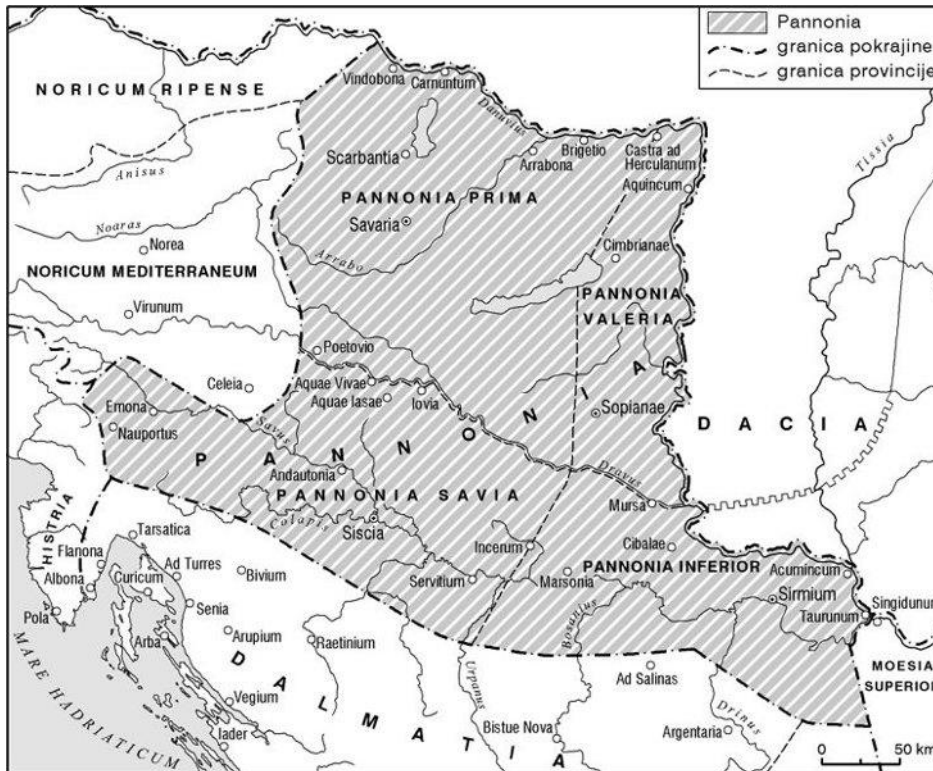 Pannonia
granica pokrajine
granica provincije
NORICUM RIPENSE
Vindobona
Carnuntum
Danuvius
Tissia
Anisus
Scarbantia
Arrabona
Brigetio
Castra ad
Herculanum
Aquincum
PANNONIA PRIMA
Savaria
Noaras
Norea
Arrabo
Cimbrianae
NORICUM MEDITERRANEUM
Virunum
PANNONIA
VALERIA
Poetovio
Celeia
Aquae Vivae
Aquae Iasae
Iovia
Sopianae
Emona
Nauportus
Savus
PANNONIA
DACIA
Andautonia
PANNONIA SAVIA
Dravus
Mursa
Colapis
Siscia
HISTRIA
Tarsatica
Flanona
Albona
Curicum
Ad Turres
Bivium
Incerum
Cibalae
Servitium
Marsonia
PANNONIA INFERIOR
Acumincum
Sirmium
Taurunum
Singidunum
Pola
Senia
Arba
Arupium
Raetinium
Bosanius
MOESIA
SUPERIOR
MARE HADRIATICUM
DALMATIA
Vegium
Iader
Urpanus
Ad Salinas
Drinus
Bistue Nova
Argentaria
0 50 km